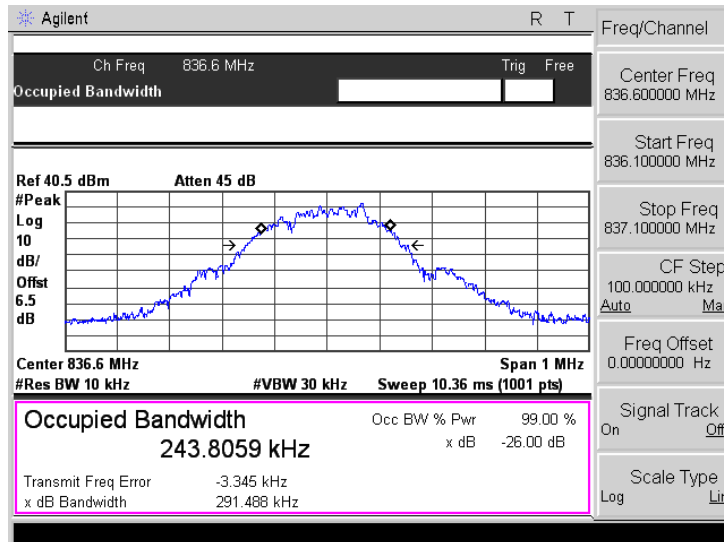 Agilent
R T
Freq/Channel
Ch Freq 836.6 MHz
Trig Free
Occupied Bandwidth
Center Freq
836.600000 MHz
Start Freq
836.100000 MHz
Stop Freq
837.100000 MHz
CF Step
100.000000 kHz
Auto Ma
Freq Offset
0.00000000 Hz
Signal Track
On Off
Scale Type
Log Lin
Ref 40.5 dBm Atten 45 dB
#Peak
Log
10
dB/
Offst
6.5
dB
Center 836.6 MHz Span 1 MHz
#Res BW 10 kHz #VBW 30 kHz Sweep 10.36 ms (1001 pts)
Occupied Bandwidth
243.8059 kHz
Occ BW % Pwr 99.00 %
x dB -26.00 dB
Transmit Freq Error -3.345 kHz
x dB Bandwidth 291.488 kHz